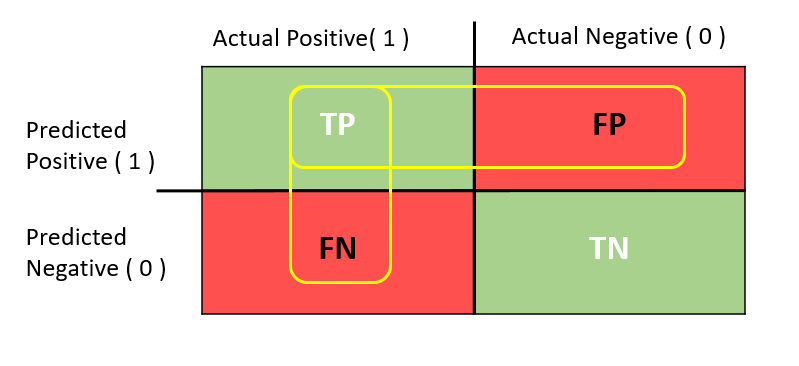 Actual Positive( 1 )
Actual Negative ( 0 )
Predicted
Positive ( 1 )
TP
FP
Predicted
Negative ( 0 )
FN
TN